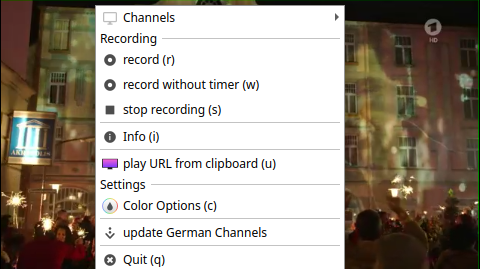 Channels
Recording
record (r)
record without timer (w)
stop recording (s)
Info (i)
play URL from clipboard (u)
Settings
Color Options (c)
update German Channels
Quit (q)
HD